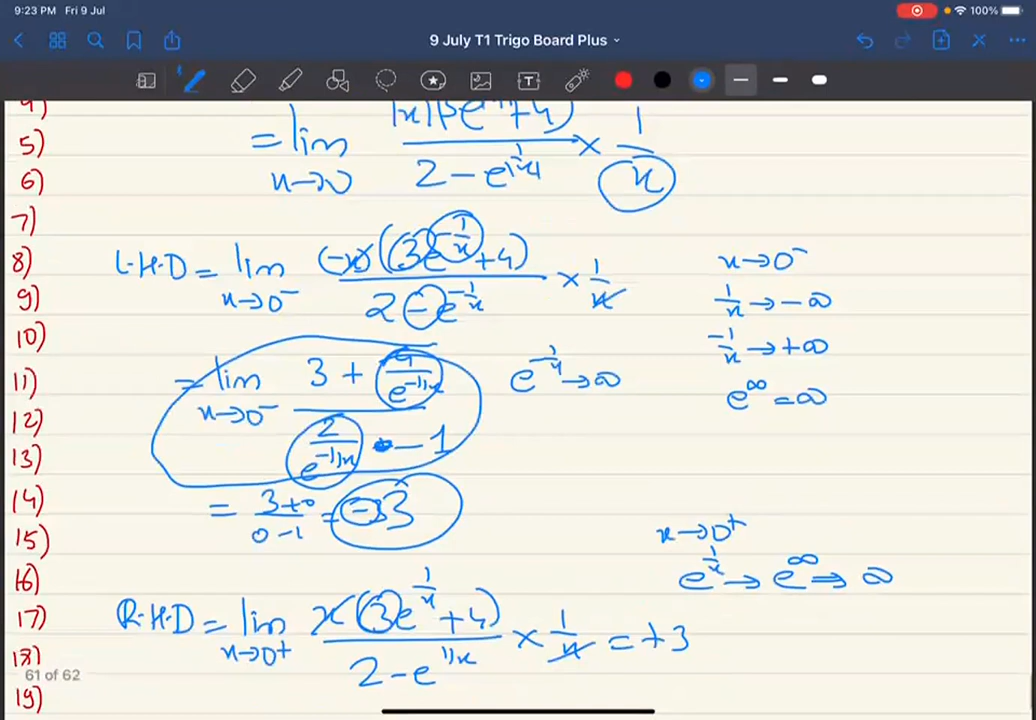 9:23 PM Fri 9 Jul
100%
9 July T1 Trigo Board Plus
4)
5) = lim x→0 |x|(3e^{1/|x|}+4) / (2 − e^{1/|x|}) × 1/x
6)
7)
8) L.H.D = lim x→0⁻ (−x)(3e^{−1/x}+4) / (2 − e^{−1/x}) × 1/x
x→0⁻
9) 1/x → −∞
10) −1/x → +∞
11) = lim x→0⁻ (3 + 4/e^{−1/x}) / (2/e^{−1/x} − 1)
e^{−1/x} → ∞
e^∞ = ∞
12)
13)
14) = (3+0)/(0−1) = −3
15) x→0⁺
16) e^{1/x} → e^∞ ⇒ ∞
17) R.H.D = lim x→0⁺ x(3e^{1/x}+4) / (2 − e^{1/x}) × 1/x = +3
18)
61 of 62
19)